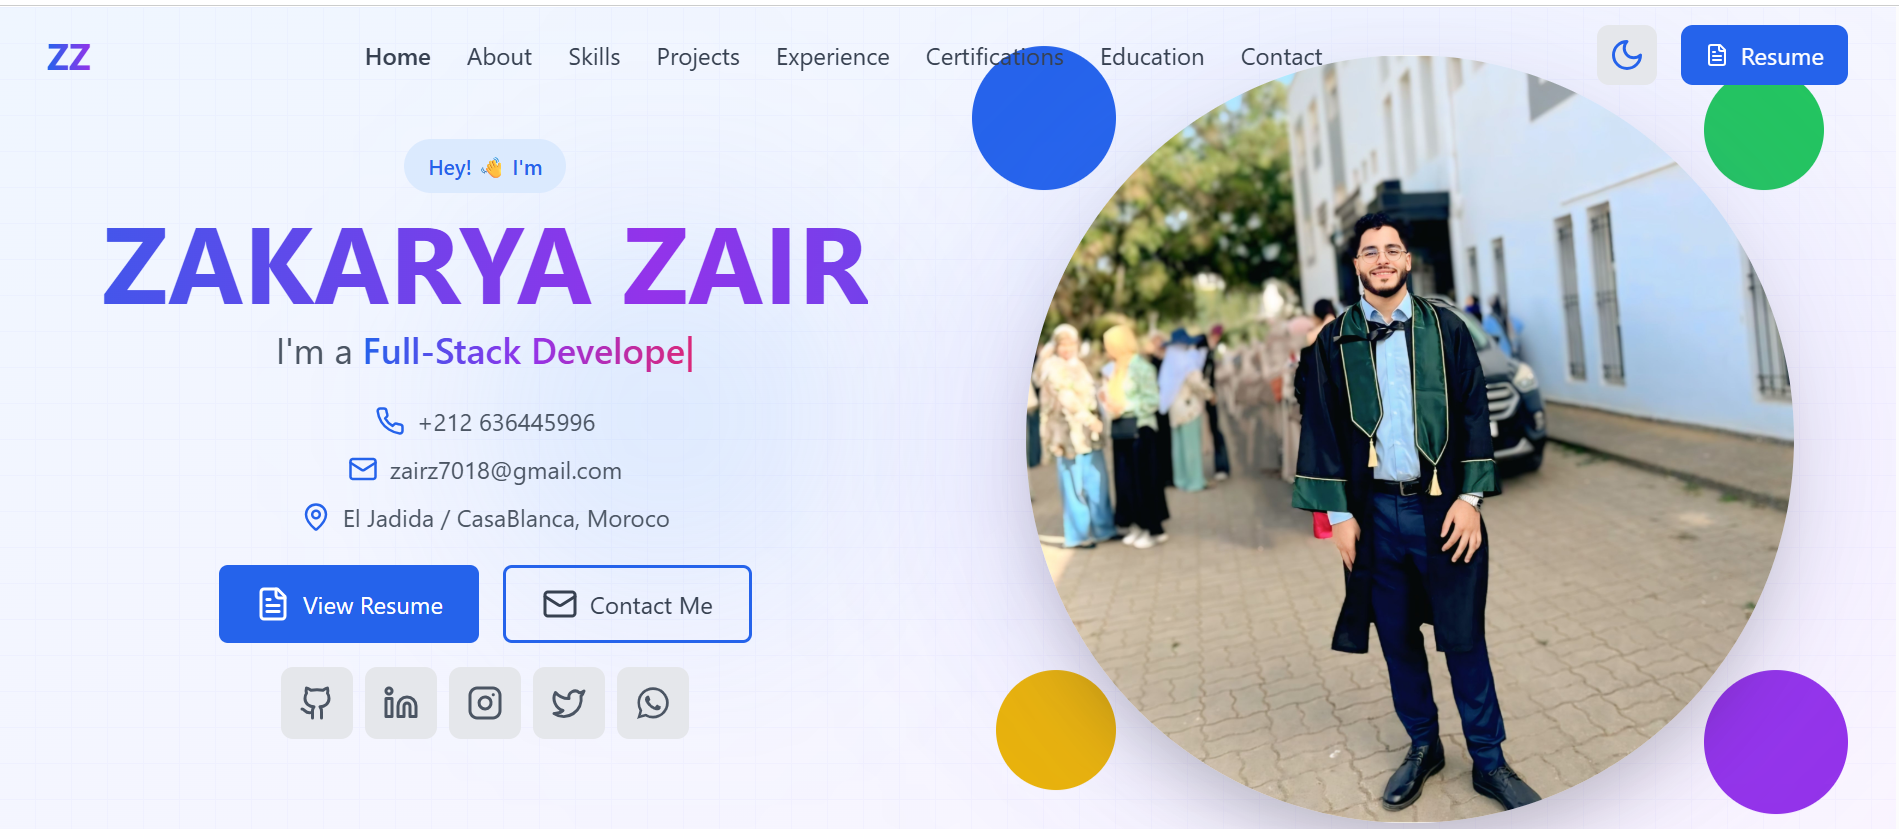 ZZ
Home About Skills Projects Experience Certifications Education Contact
Resume
Hey! 👋 I'm
ZAKARYA ZAIR
I'm a Full-Stack Develope|
+212 636445996
zairz7018@gmail.com
El Jadida / CasaBlanca, Moroco
View Resume
Contact Me